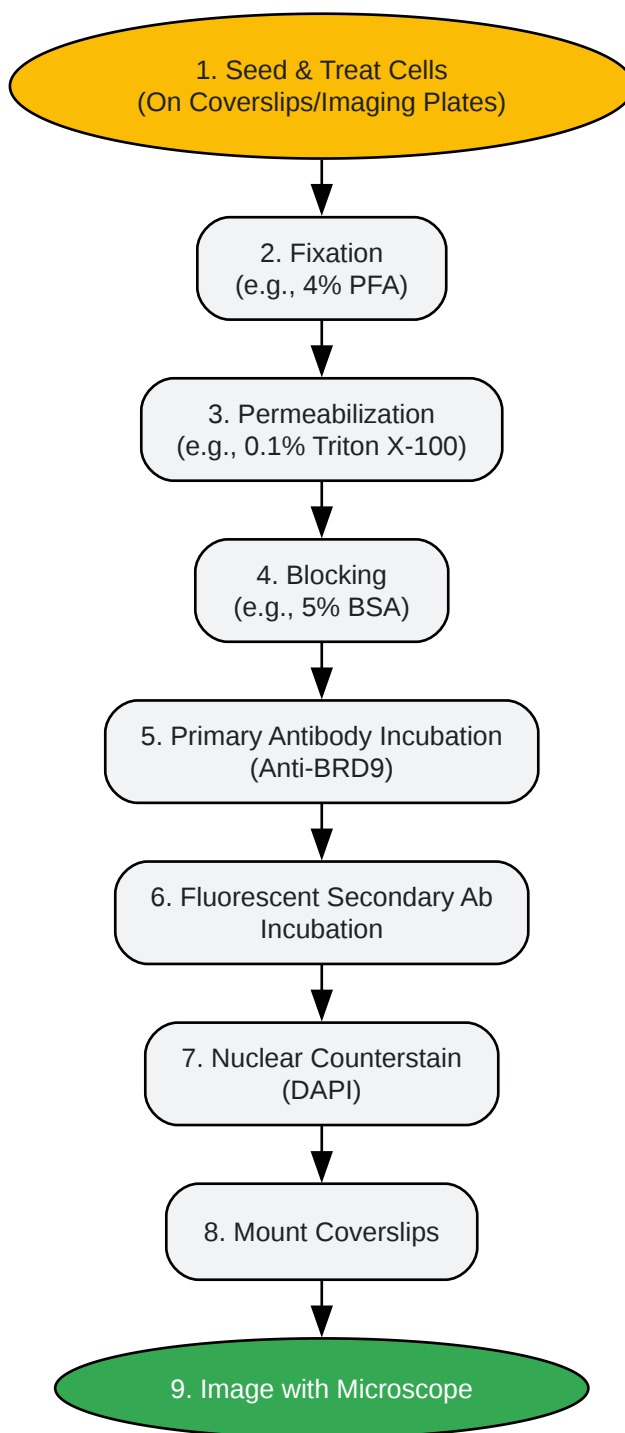 1. Seed & Treat Cells
(On Coverslips/Imaging Plates)
2. Fixation
(e.g., 4% PFA)
3. Permeabilization
(e.g., 0.1% Triton X-100)
4. Blocking
(e.g., 5% BSA)
5. Primary Antibody Incubation
(Anti-BRD9)
6. Fluorescent Secondary Ab
Incubation
7. Nuclear Counterstain
(DAPI)
8. Mount Coverslips
9. Image with Microscope